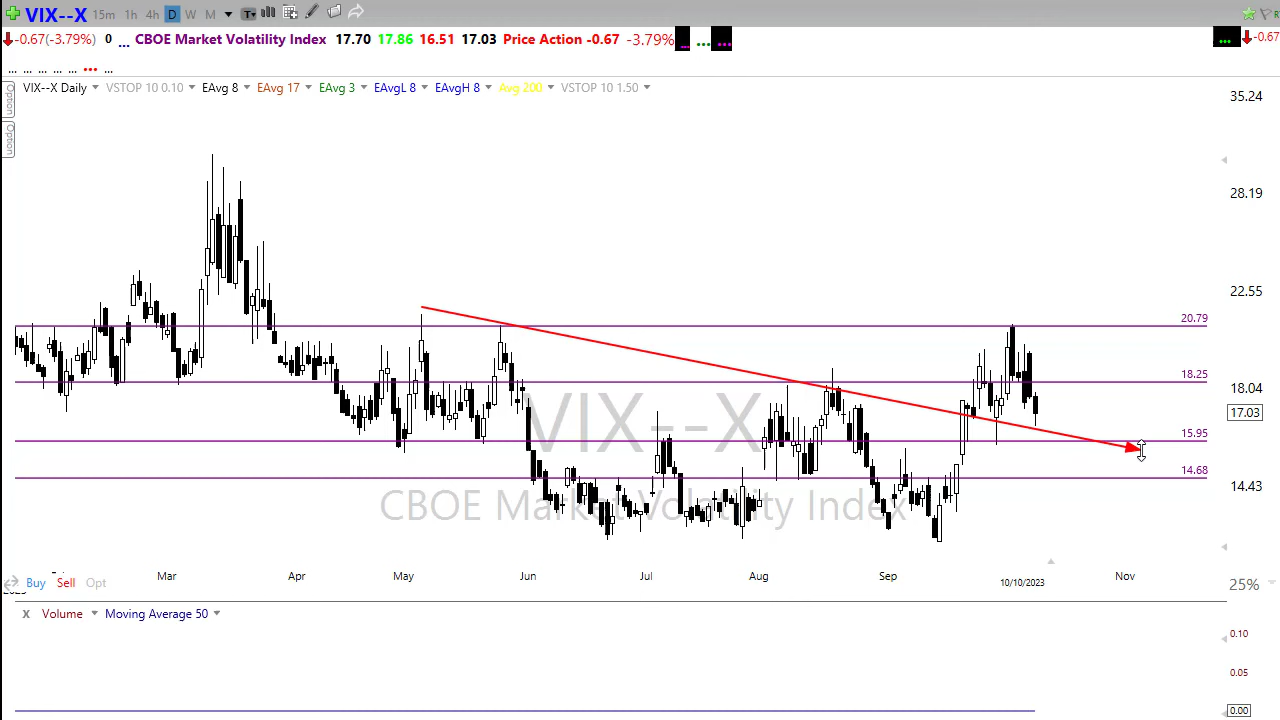 VIX--X 15m 1h 4h D W M T
-0.67(-3.79%) 0 ... CBOE Market Volatility Index 17.70 17.86 16.51 17.03 Price Action -0.67 -3.79% ... ... ... ... -0.67
... ... ... ... ... ... ...
VIX--X Daily VSTOP 10 0.10 EAvg 8 EAvg 17 EAvg 3 EAvgL 8 EAvgH 8 Avg 200 VSTOP 10 1.50
Option
Option
35.24
28.19
22.55
20.79
18.25
18.04
17.03
15.95
14.68
14.43
VIX--X
CBOE Market Volatility Index
Mar Apr May Jun Jul Aug Sep 10/10/2023 Nov
Buy Sell Opt 25%
X Volume Moving Average 50
0.10
0.05
0.00